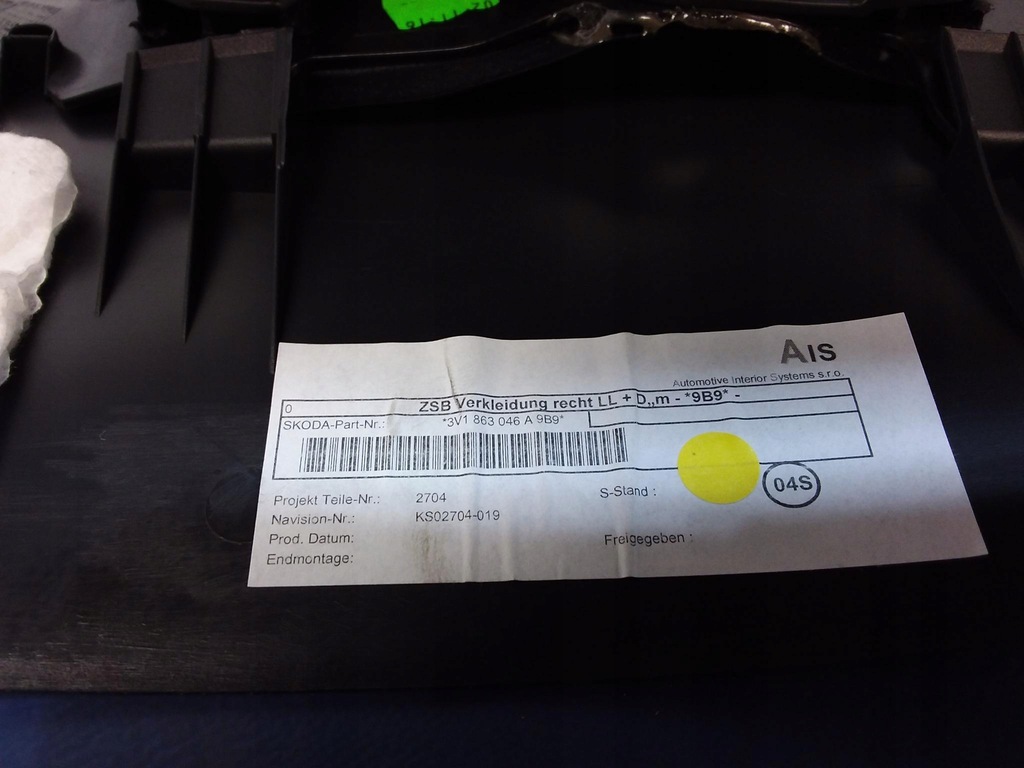 AIS
Automotive Interior Systems s.r.o.
0 ZSB Verkleidung recht LL + D,,m - *9B9* -
SKODA-Part-Nr.: *3V1 863 046 A 9B9*
Projekt Teile-Nr.: 2704 S-Stand : 04S
Navision-Nr.: KS02704-019
Prod. Datum: Freigegeben :
Endmontage: